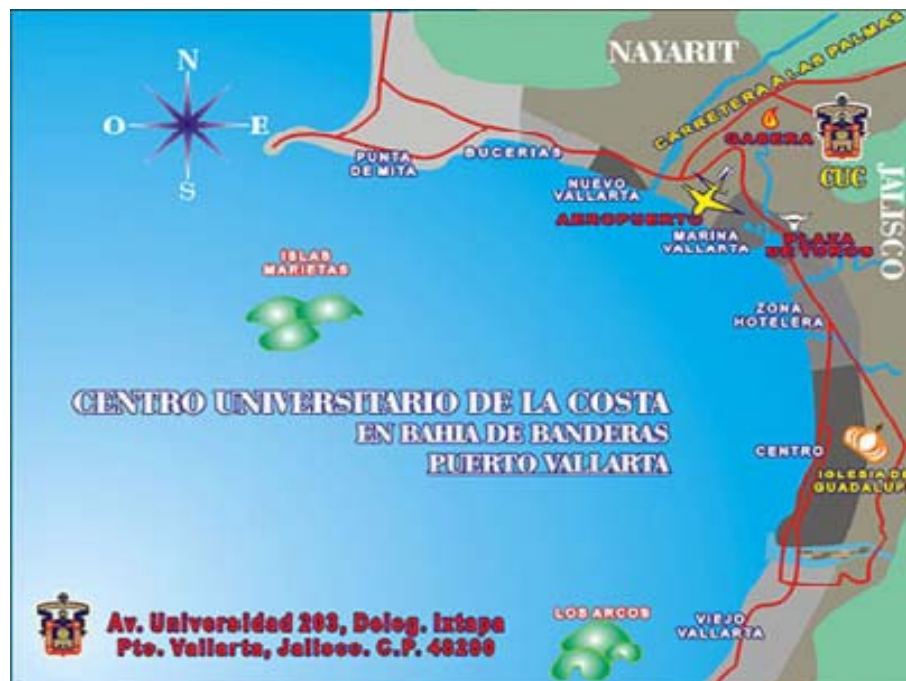 NAYARIT
CARRETERA A LAS PALMAS
N
O
E
S
GASERA
CUC
JALISCO
PUNTA
DE MITA
BUCERIAS
NUEVO
VALLARTA
AEROPUERTO
MARINA
VALLARTA
PLAZA
DE TOROS
ISLAS
MARIETAS
ZONA
HOTELERA
CENTRO UNIVERSITARIO DE LA COSTA
EN BAHIA DE BANDERAS
PUERTO VALLARTA
CENTRO
IGLESIA DE
GUADALUP
LOS ARCOS
VIEJO
VALLARTA
Av. Universidad 203, Deleg. Ixtapa
Pto. Vallarta, Jalisco. C.P. 48280